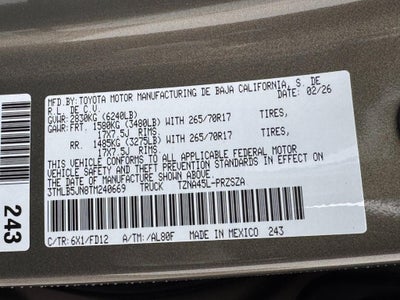 MFD.BY:TOYOTA MOTOR MANUFACTURING DE BAJA CALIFORNIA, S. DE
R.L. DE C.V. 02/26
GVWR: 2830KG (6240LB)
GAWR:FRT. 1580KG (3480LB) WITH 265/70R17 TIRES,
17X7.5J RIMS.
RR. 1485KG (3275LB) WITH 265/70R17 TIRES,
17X7.5J RIMS.
THIS VEHICLE CONFORMS TO ALL APPLICABLE FEDERAL MOTOR
VEHICLE SAFETY AND THEFT PREVENTION STANDARDS IN EFFECT ON
THE DATE OF MANUFACTURE SHOWN ABOVE.
3TMLB5JN8TM240669 TRUCK TZNA45L-PRZSZA
C/TR: 6X1/FD12 A/TM: /AL80F MADE IN MEXICO 243
243